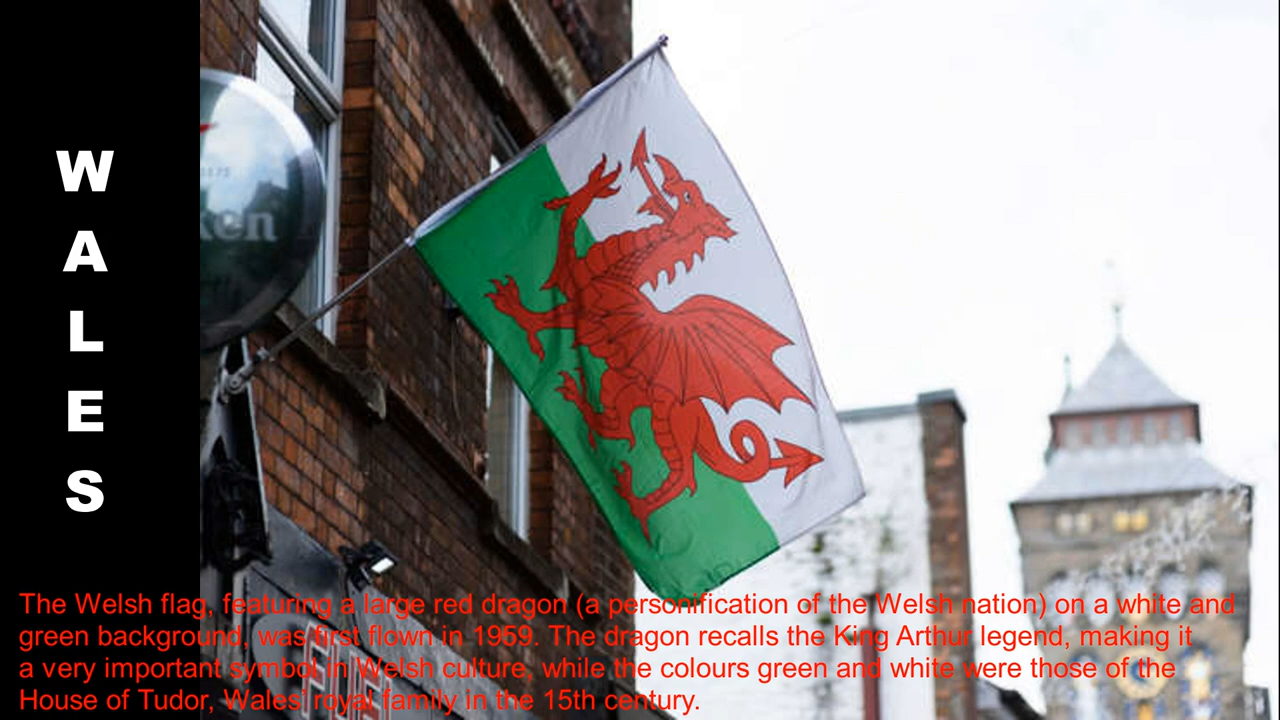 WALES
The Welsh flag, featuring a large red dragon (a personification of the Welsh nation) on a white and
green background, was first flown in 1959. The dragon recalls the King Arthur legend, making it
a very important symbol in Welsh culture, while the colours green and white were those of the
House of Tudor, Wales’ royal family in the 15th century.